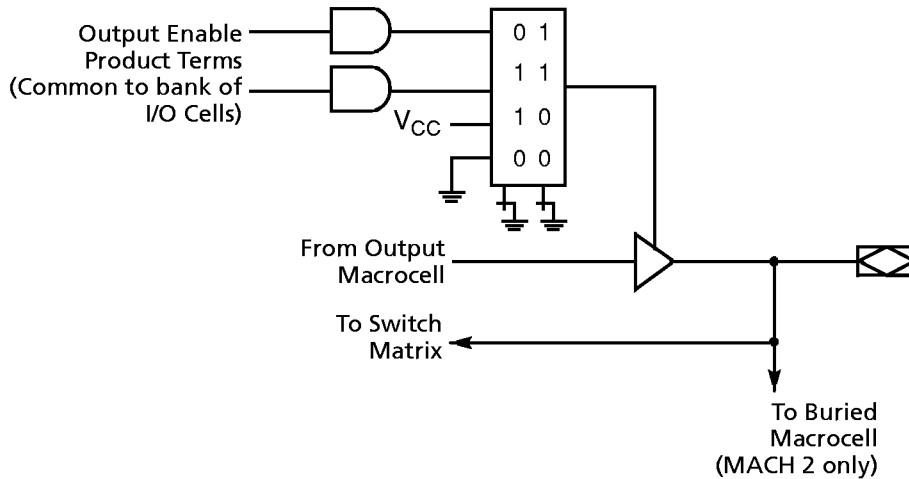 Output Enable
Product Terms
(Common to bank of
I/O Cells)
0 1
1 1
VCC
1 0
0 0
From Output
Macrocell
To Switch
Matrix
To Buried
Macrocell
(MACH 2 only)